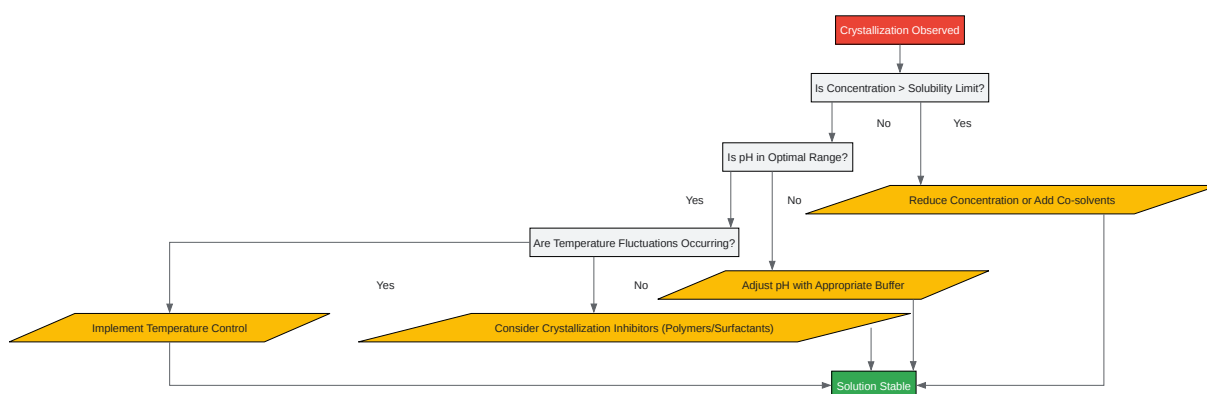 Crystallization Observed
Is Concentration > Solubility Limit?
No
Yes
Is pH in Optimal Range?
Yes
No
Reduce Concentration or Add Co-solvents
Are Temperature Fluctuations Occurring?
Yes
No
Adjust pH with Appropriate Buffer
Implement Temperature Control
Consider Crystallization Inhibitors (Polymers/Surfactants)
Solution Stable